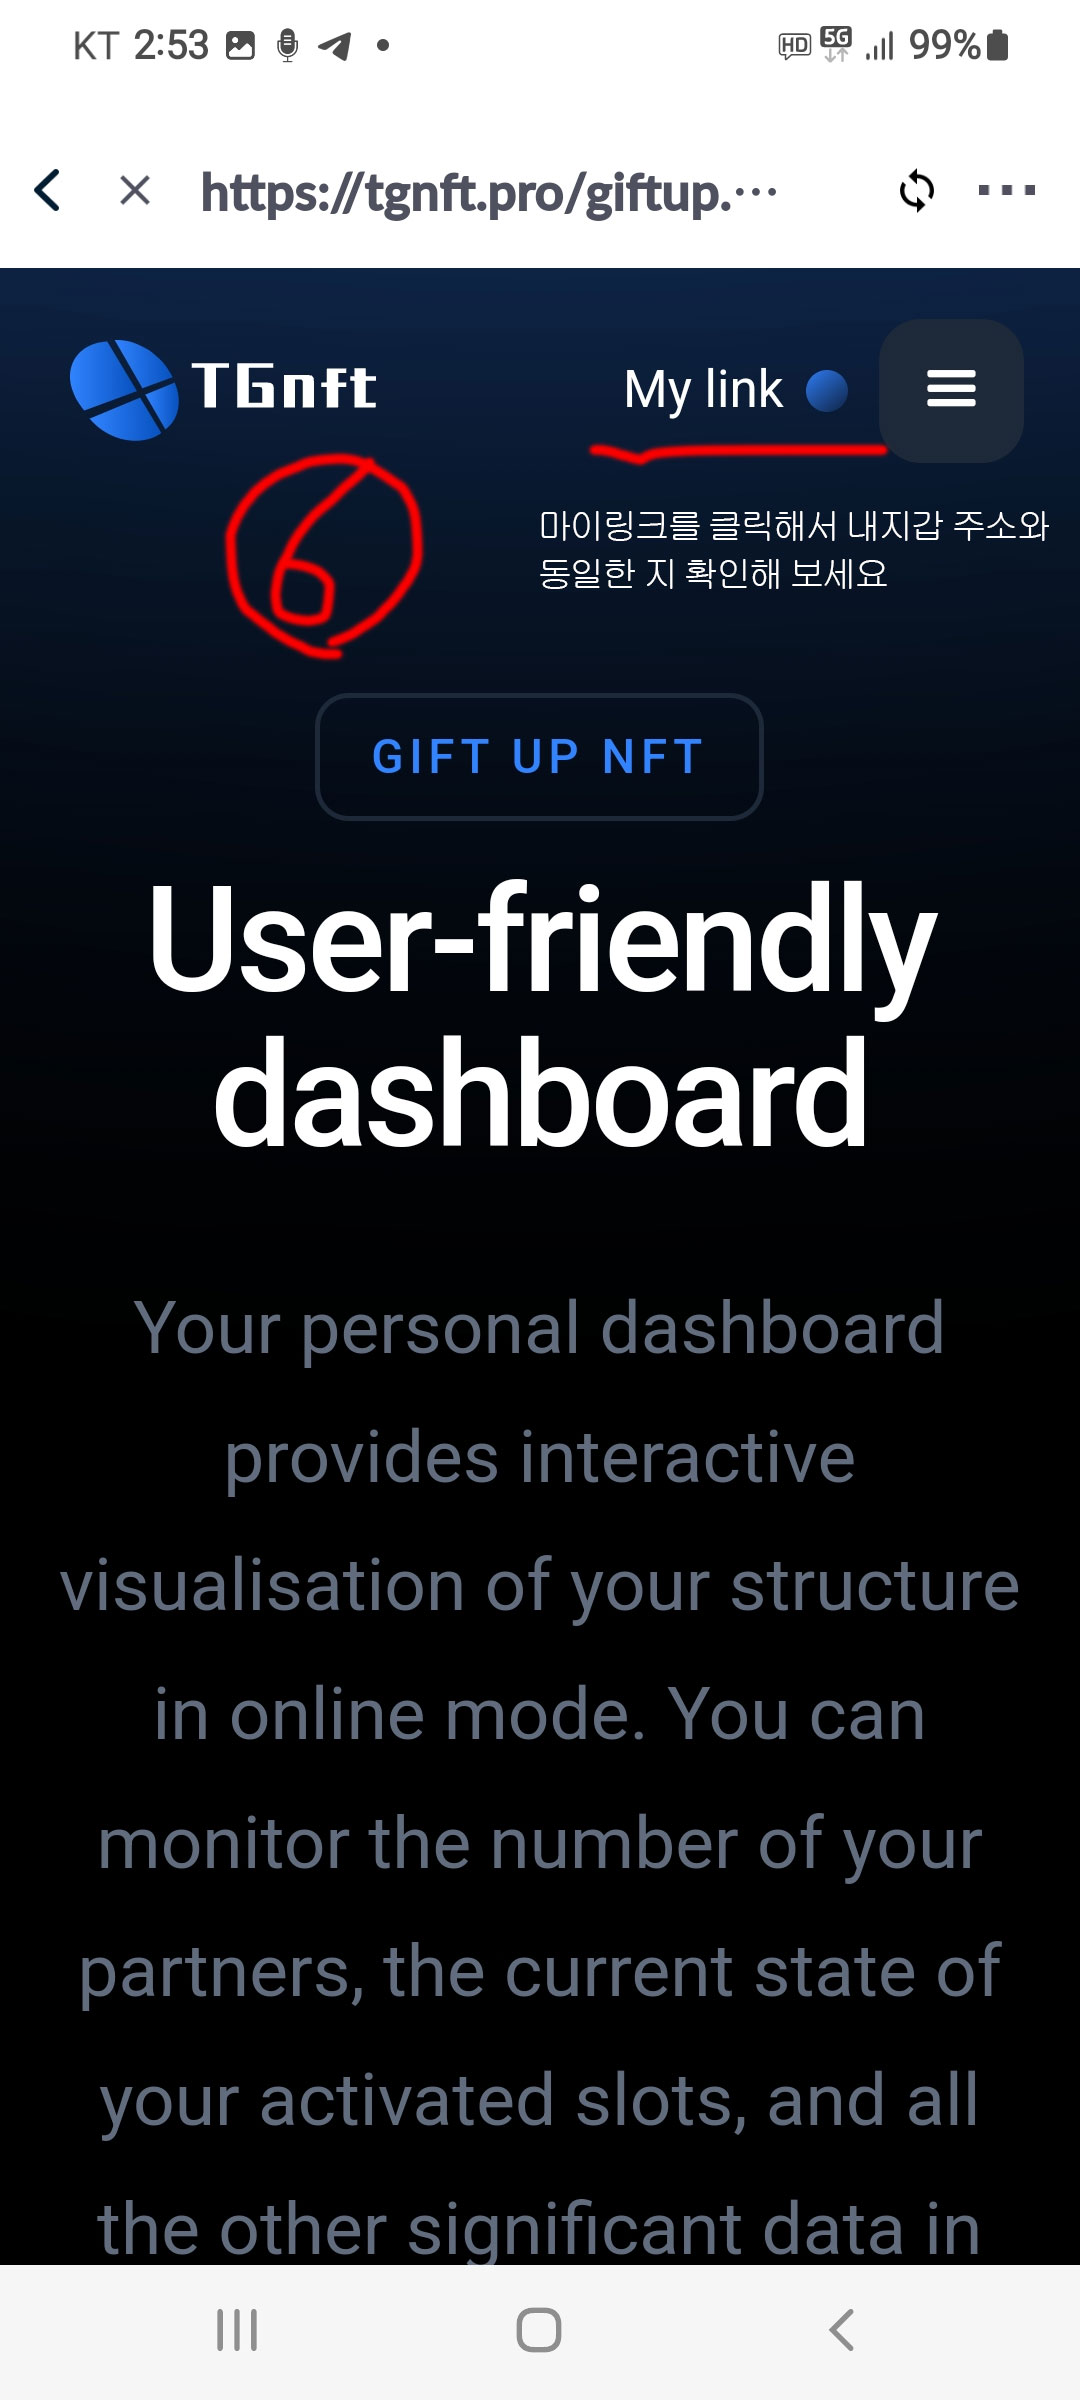 KT 2:53
HD 5G 99%
https://tgnft.pro/giftup.…
TGnft
My link
6
마이링크를 클릭해서 내지갑 주소와
동일한 지 확인해 보세요
GIFT UP NFT
User-friendly
dashboard
Your personal dashboard
provides interactive
visualisation of your structure
in online mode. You can
monitor the number of your
partners, the current state of
your activated slots, and all
the other significant data in